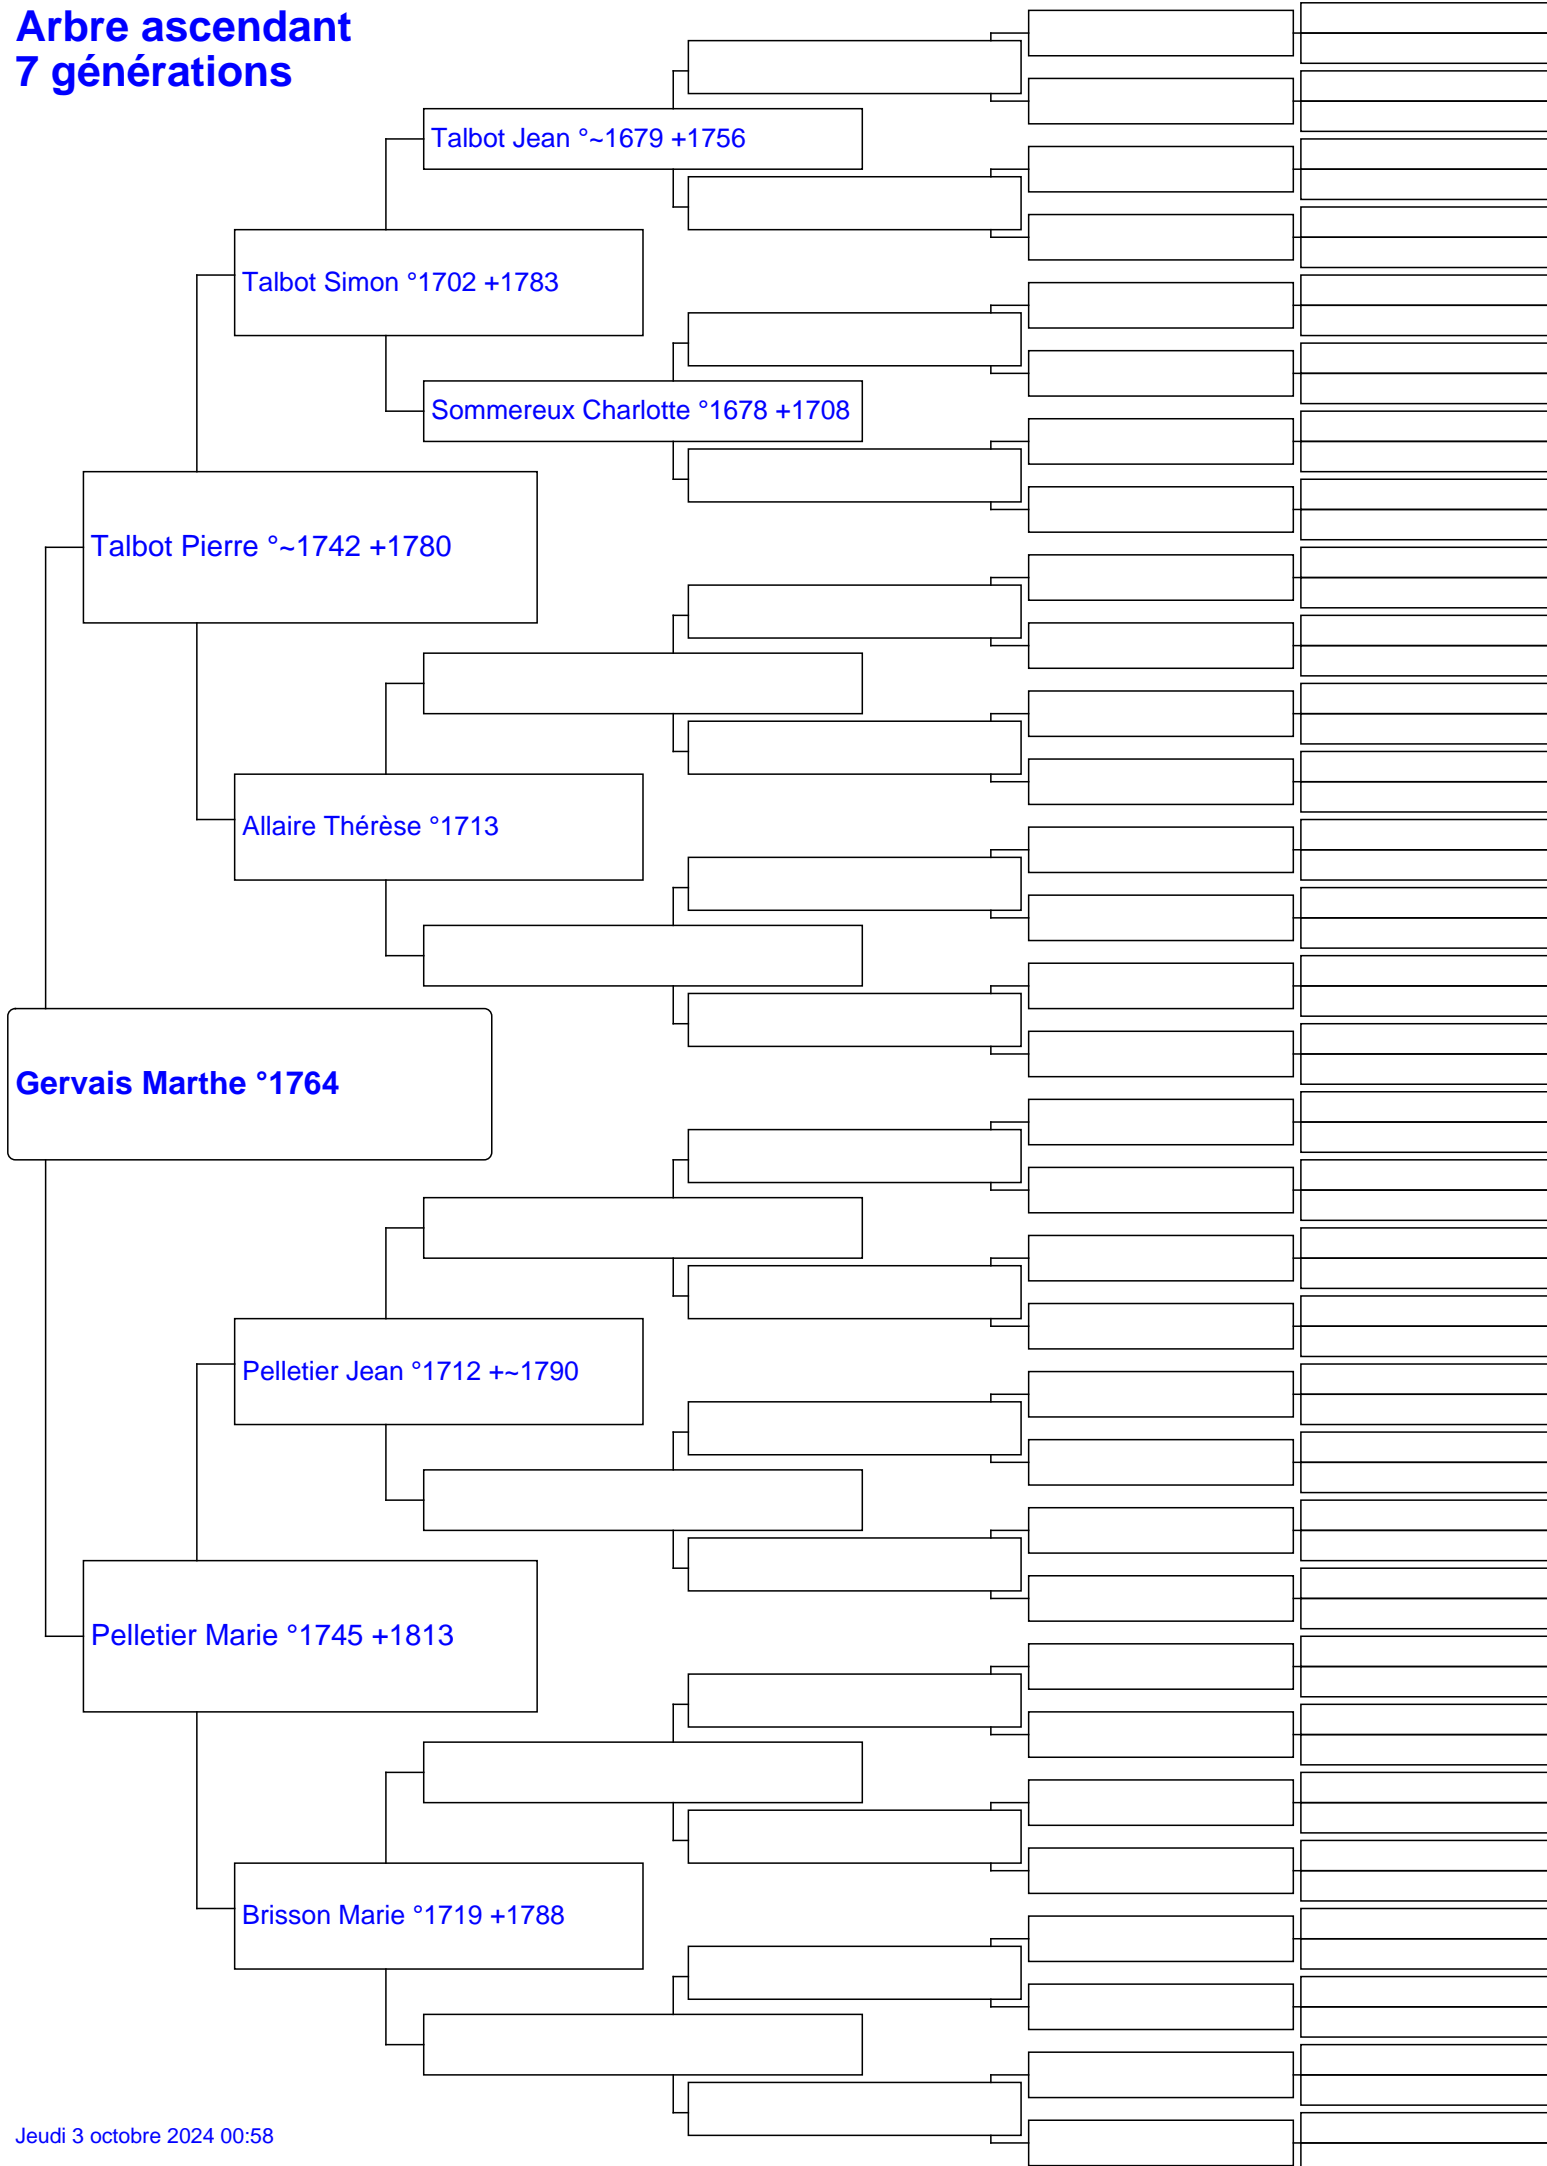 Arbre ascendant
7 générations
Talbot Jean °~1679 +1756
Talbot Simon °1702 +1783
Sommereux Charlotte °1678 +1708
Talbot Pierre °~1742 +1780
Allaire Thérèse °1713
Gervais Marthe °1764
Pelletier Jean °1712 +~1790
Pelletier Marie °1745 +1813
Brisson Marie °1719 +1788
Jeudi 3 octobre 2024 00:58